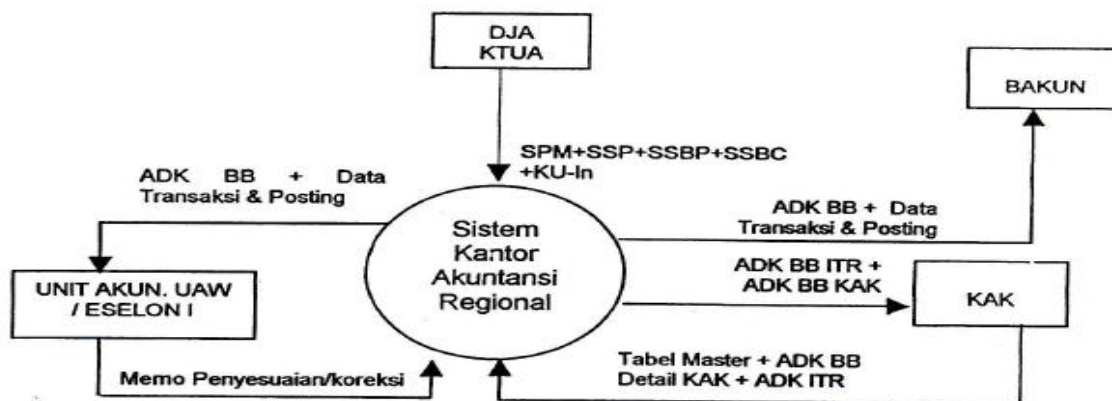 DJA
KTUA
BAKUN
SPM+SSP+SSBP+SSBC
+KU-In
ADK BB + Data
Transaksi & Posting
Sistem
Kantor
Akuntansi
Regional
ADK BB + Data
Transaksi & Posting
UNIT AKUN. UAW
/ ESELON I
ADK BB ITR +
ADK BB KAK
KAK
Memo Penyesuaian/koreksi
Tabel Master + ADK BB
Detail KAK + ADK ITR